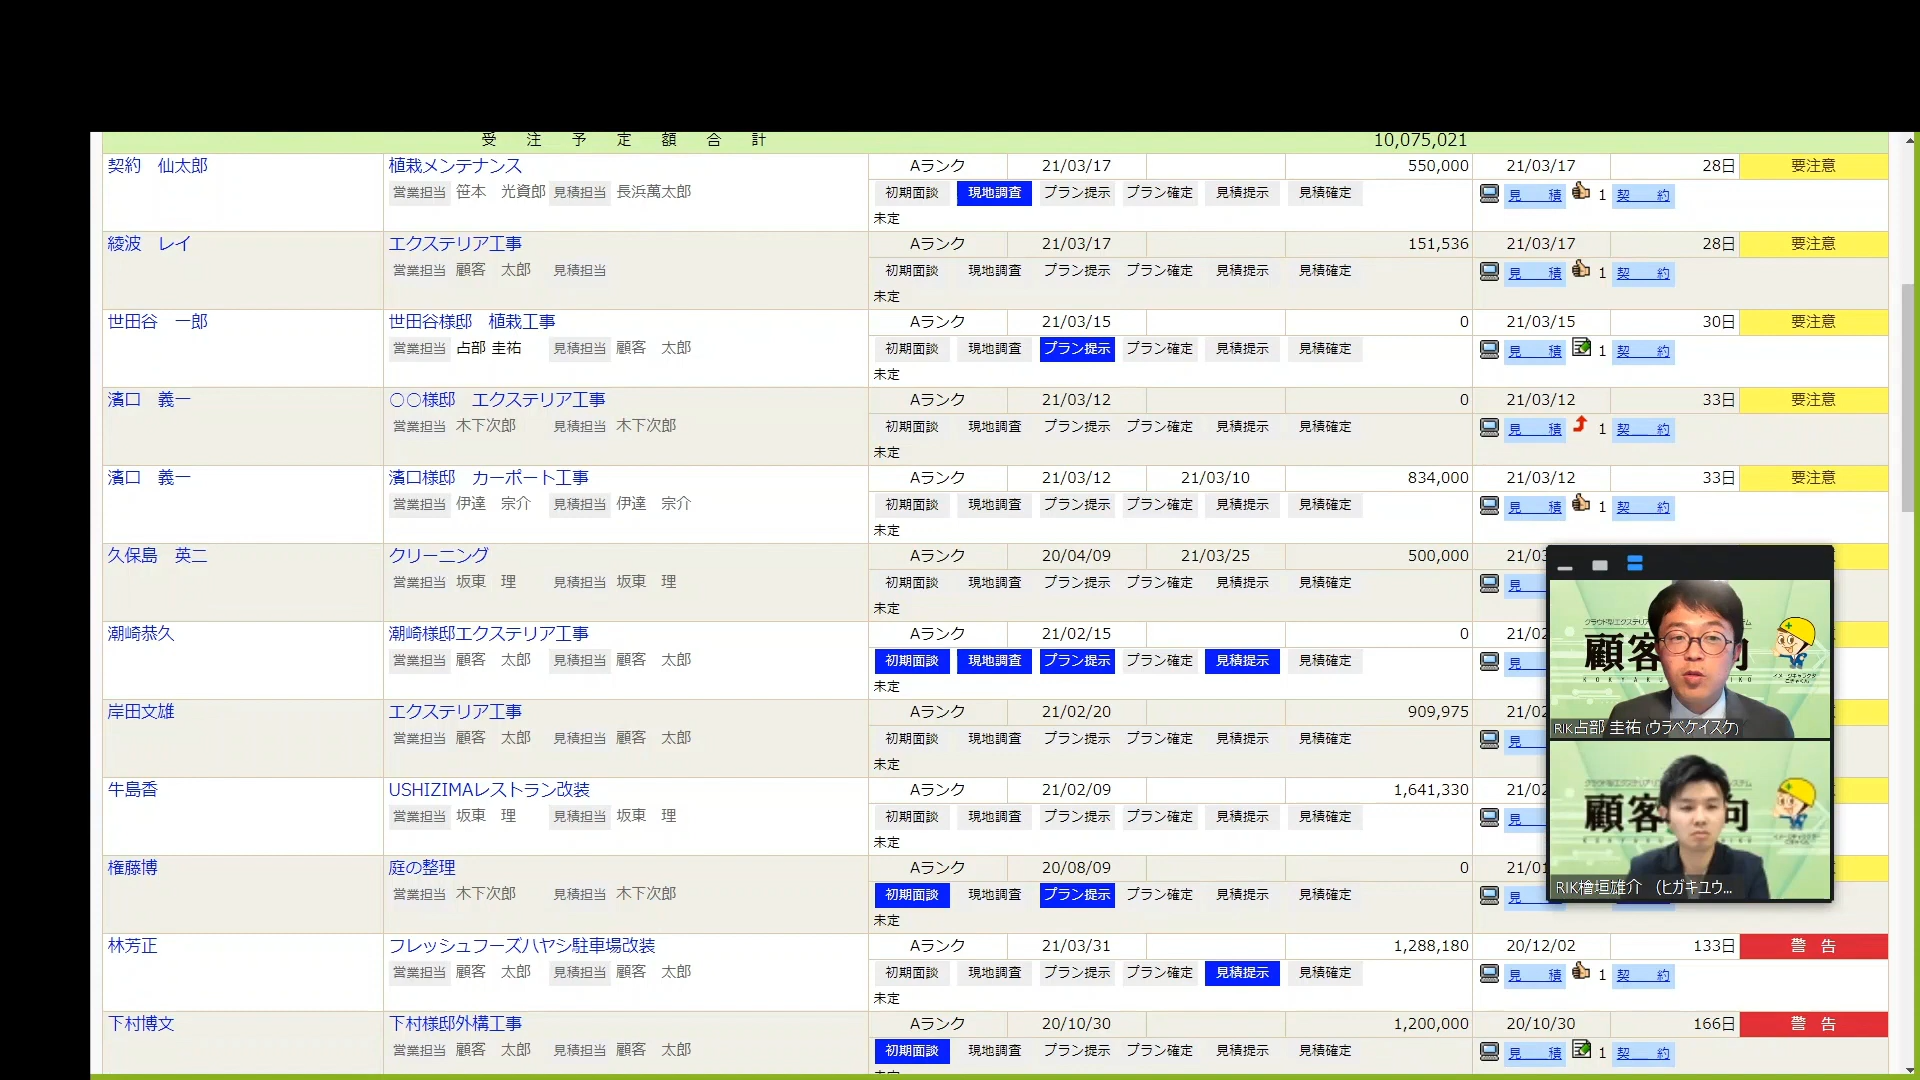 受 注 予 定 額 合 計 10,075,021
契約　仙太郎 植栽メンテナンス Aランク 21/03/17 550,000 21/03/17 28日 要注意
営業担当 笹本　光資郎 見積担当 長浜萬太郎 初期面談 現地調査 プラン提示 プラン確定 見積提示 見積確定 見　積 1 契　約
未定
綾波　レイ エクステリア工事 Aランク 21/03/17 151,536 21/03/17 28日 要注意
営業担当 顧客　太郎 見積担当 初期面談 現地調査 プラン提示 プラン確定 見積提示 見積確定 見　積 1 契　約
未定
世田谷　一郎 世田谷様邸　植栽工事 Aランク 21/03/15 0 21/03/15 30日 要注意
営業担当 占部 圭祐 見積担当 顧客　太郎 初期面談 現地調査 プラン提示 プラン確定 見積提示 見積確定 見　積 1 契　約
未定
濱口　義一 〇〇様邸　エクステリア工事 Aランク 21/03/12 0 21/03/12 33日 要注意
営業担当 木下次郎 見積担当 木下次郎 初期面談 現地調査 プラン提示 プラン確定 見積提示 見積確定 見　積 1 契　約
未定
濱口　義一 濱口様邸　カーポート工事 Aランク 21/03/12 21/03/10 834,000 21/03/12 33日 要注意
営業担当 伊達　宗介 見積担当 伊達　宗介 初期面談 現地調査 プラン提示 プラン確定 見積提示 見積確定 見　積 1 契　約
未定
久保島　英二 クリーニング Aランク 20/04/09 21/03/25 500,000 21/03
営業担当 坂東　理 見積担当 坂東　理 初期面談 現地調査 プラン提示 プラン確定 見積提示 見積確定 見
未定
潮崎恭久 潮崎様邸エクステリア工事 Aランク 21/02/15 0 21/02
営業担当 顧客　太郎 見積担当 顧客　太郎 初期面談 現地調査 プラン提示 プラン確定 見積提示 見積確定 見
未定
岸田文雄 エクステリア工事 Aランク 21/02/20 909,975 21/02
営業担当 顧客　太郎 見積担当 顧客　太郎 初期面談 現地調査 プラン提示 プラン確定 見積提示 見積確定 見
未定
牛島香 USHIZIMAレストラン改装 Aランク 21/02/09 1,641,330 21/02
営業担当 坂東　理 見積担当 坂東　理 初期面談 現地調査 プラン提示 プラン確定 見積提示 見積確定 見
未定
権藤博 庭の整理 Aランク 20/08/09 0 21/01
営業担当 木下次郎 見積担当 木下次郎 初期面談 現地調査 プラン提示 プラン確定 見積提示 見積確定 見
未定
林芳正 フレッシュフーズハヤシ駐車場改装 Aランク 21/03/31 1,288,180 20/12/02 133日 警 告
営業担当 顧客　太郎 見積担当 顧客　太郎 初期面談 現地調査 プラン提示 プラン確定 見積提示 見積確定 見　積 1 契　約
未定
下村博文 下村様邸外構工事 Aランク 20/10/30 1,200,000 20/10/30 166日 警 告
営業担当 顧客　太郎 見積担当 顧客　太郎 初期面談 現地調査 プラン提示 プラン確定 見積提示 見積確定 見　積 1 契　約
顧客
RIK占部 圭祐 (ウラベケイスケ)
顧客
RIK檜垣雄介 （ヒガキユウ...